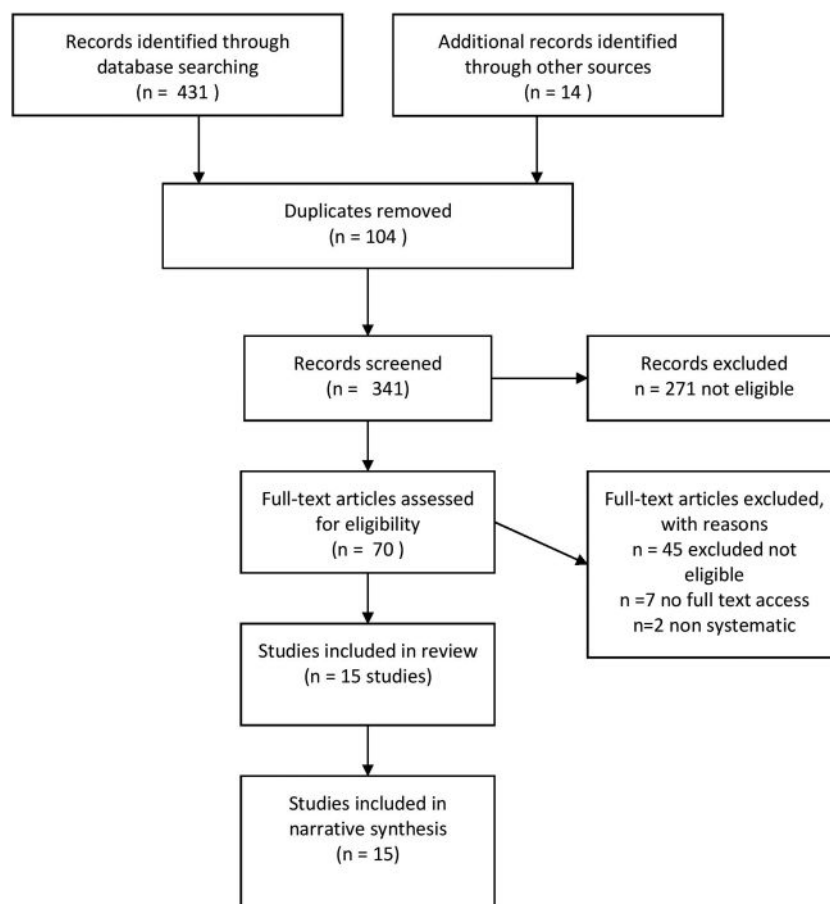 Records identified through
database searching
(n = 431 )
Additional records identified
through other sources
(n = 14 )
Duplicates removed
(n = 104 )
Records screened
(n = 341)
Records excluded
n = 271 not eligible
Full-text articles assessed
for eligibility
(n = 70 )
Full-text articles excluded,
with reasons
n = 45 excluded not
eligible
n =7 no full text access
n=2 non systematic
Studies included in review
(n = 15 studies)
Studies included in
narrative synthesis
(n = 15)